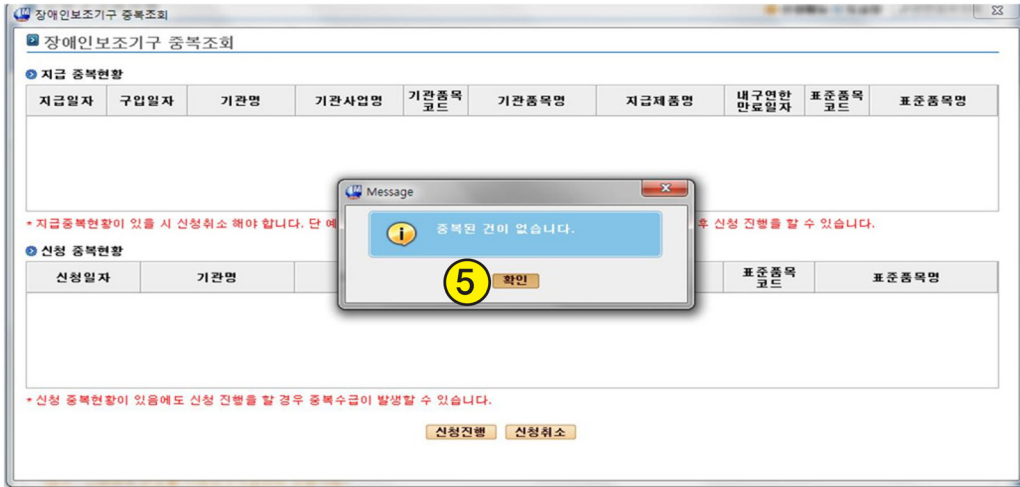 장애인보조기구 중복조회
장애인보조기구 중복조회
지급 중복현황
지급일자 구입일자 기관명 기관사업명 기관품목코드 기관품목명 지급제품명 내구연한만료일자 표준품목코드 표준품목명
Message
중복된 건이 없습니다.
* 지급중복현황이 있을 시 신청취소 해야 합니다. 단 예 후 신청 진행을 할 수 있습니다.
⑤ 확인
신청 중복현황
신청일자 기관명 표준품목코드 표준품목명
* 신청 중복현황이 있음에도 신청 진행을 할 경우 중복수급이 발생할 수 있습니다.
신청진행 신청취소